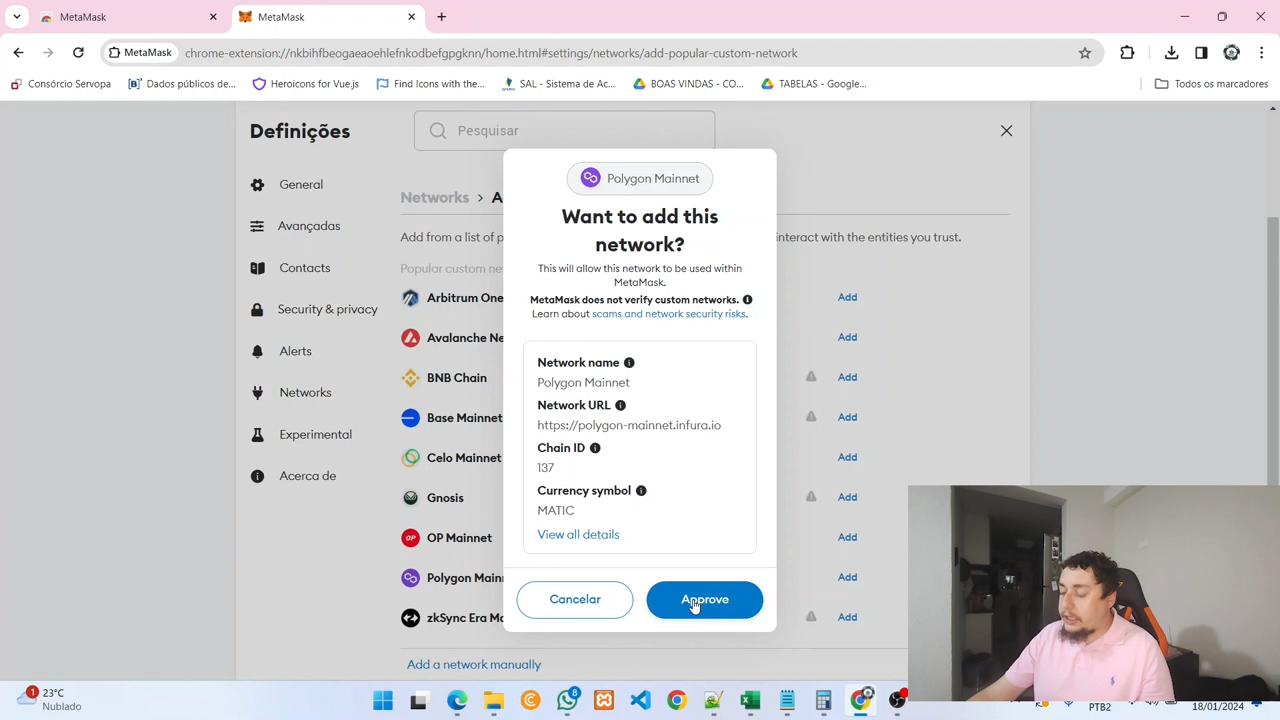 MetaMask
MetaMask
MetaMask
chrome-extension://nkbihfbeogaeaoehlefnkodbefgpgknn/home.html#settings/networks/add-popular-custom-network
Consórcio Servopa
Dados públicos de...
Heroicons for Vue.js
Find Icons with the...
SAL - Sistema de Ac...
BOAS VINDAS - CO...
TABELAS - Google...
Todos os marcadores
Definições
Pesquisar
General
Avançadas
Contacts
Security & privacy
Alerts
Networks
Experimental
Acerca de
Networks > A
Add from a list of p
interact with the entities you trust.
Popular custom ne
Arbitrum One
Add
Avalanche Ne
Add
BNB Chain
Add
Base Mainnet
Add
Celo Mainnet
Add
Gnosis
Add
OP Mainnet
Add
Polygon Main
Add
zkSync Era Ma
Add
Add a network manually
Polygon Mainnet
Want to add this
network?
This will allow this network to be used within
MetaMask.
MetaMask does not verify custom networks.
Learn about scams and network security risks.
Network name
Polygon Mainnet
Network URL
https://polygon-mainnet.infura.io
Chain ID
137
Currency symbol
MATIC
View all details
Cancelar
Approve
1
23°C
Nublado
8
PTB2
18/01/2024